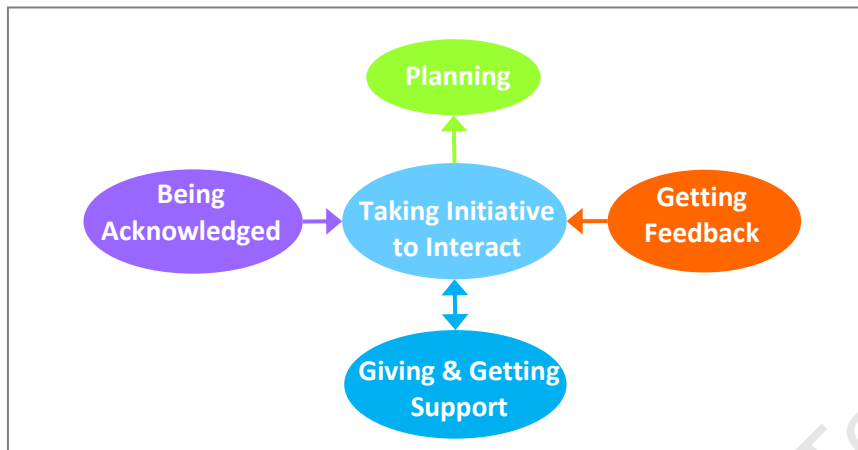 Planning
Being
Acknowledged
Taking Initiative
to Interact
Getting
Feedback
Giving & Getting
Support